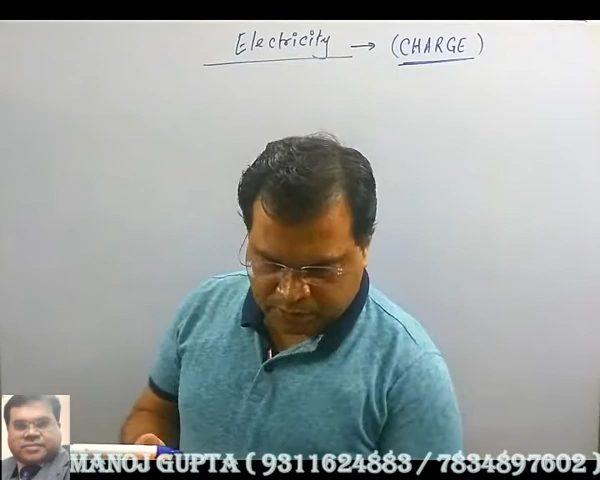 Electricity → (CHARGE)
MANOJ GUPTA ( 9311624883 / 7834897602 )